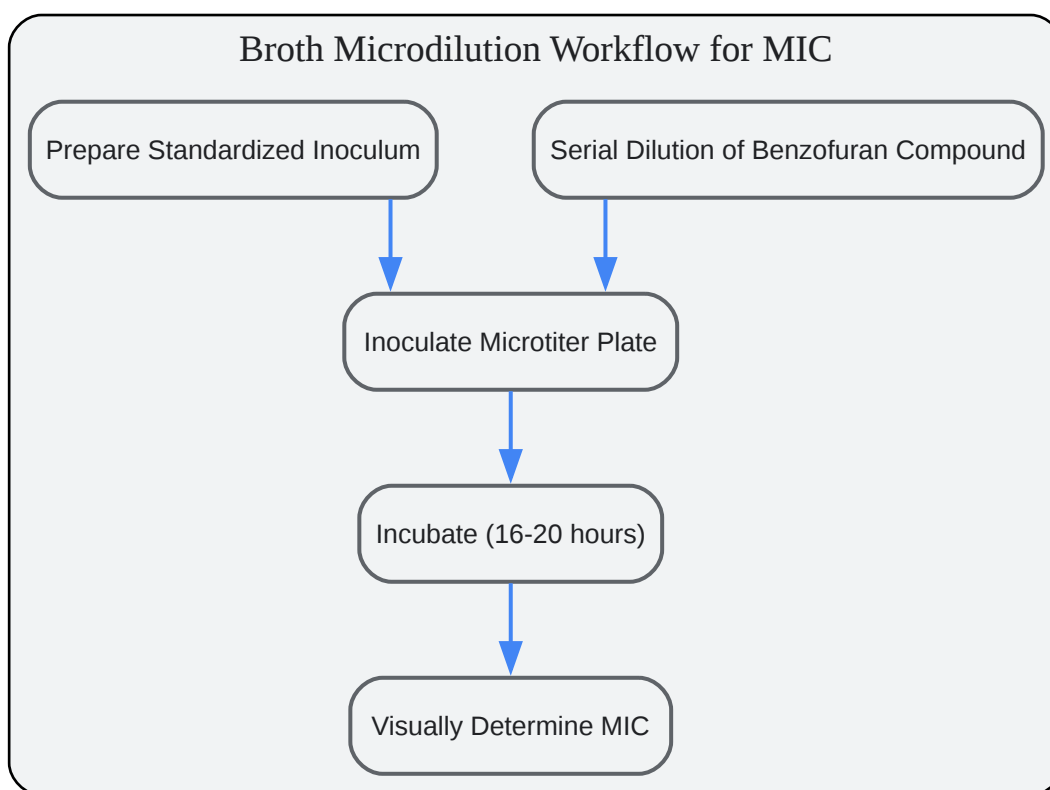 Broth Microdilution Workflow for MIC
Prepare Standardized Inoculum
Serial Dilution of Benzofuran Compound
Inoculate Microtiter Plate
Incubate (16-20 hours)
Visually Determine MIC